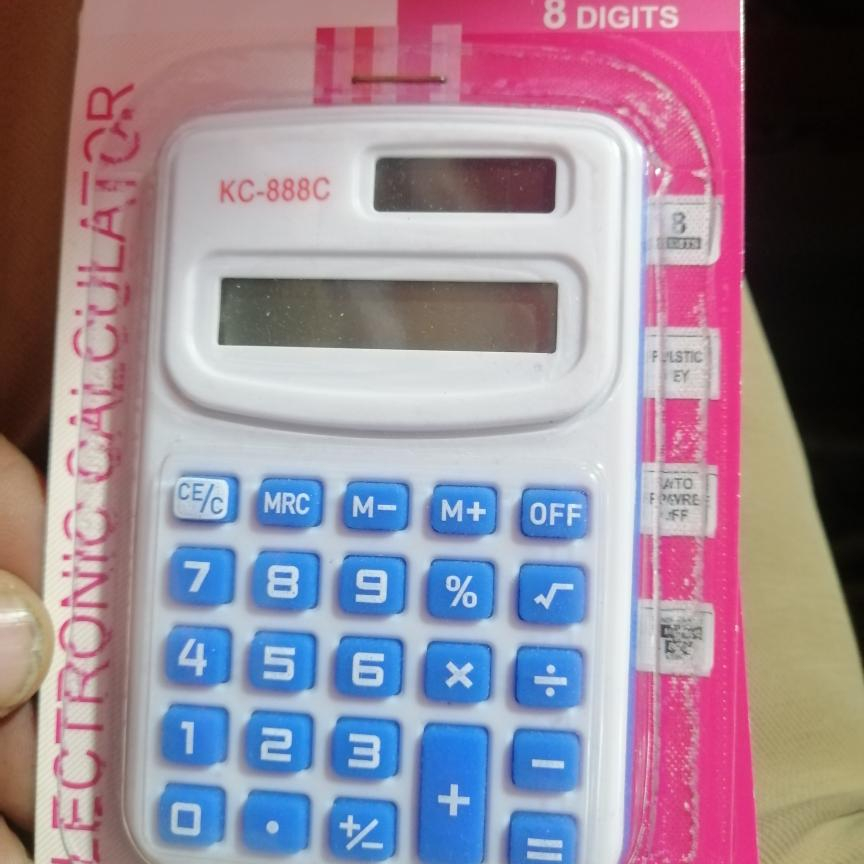 8 DIGITS
ELECTRONIC CALCULATOR
KC-888C
8
CE/C MRC M− M+ OFF
7 8 9 % √
4 5 6 × ÷
1 2 3 −
0 . +/− + =